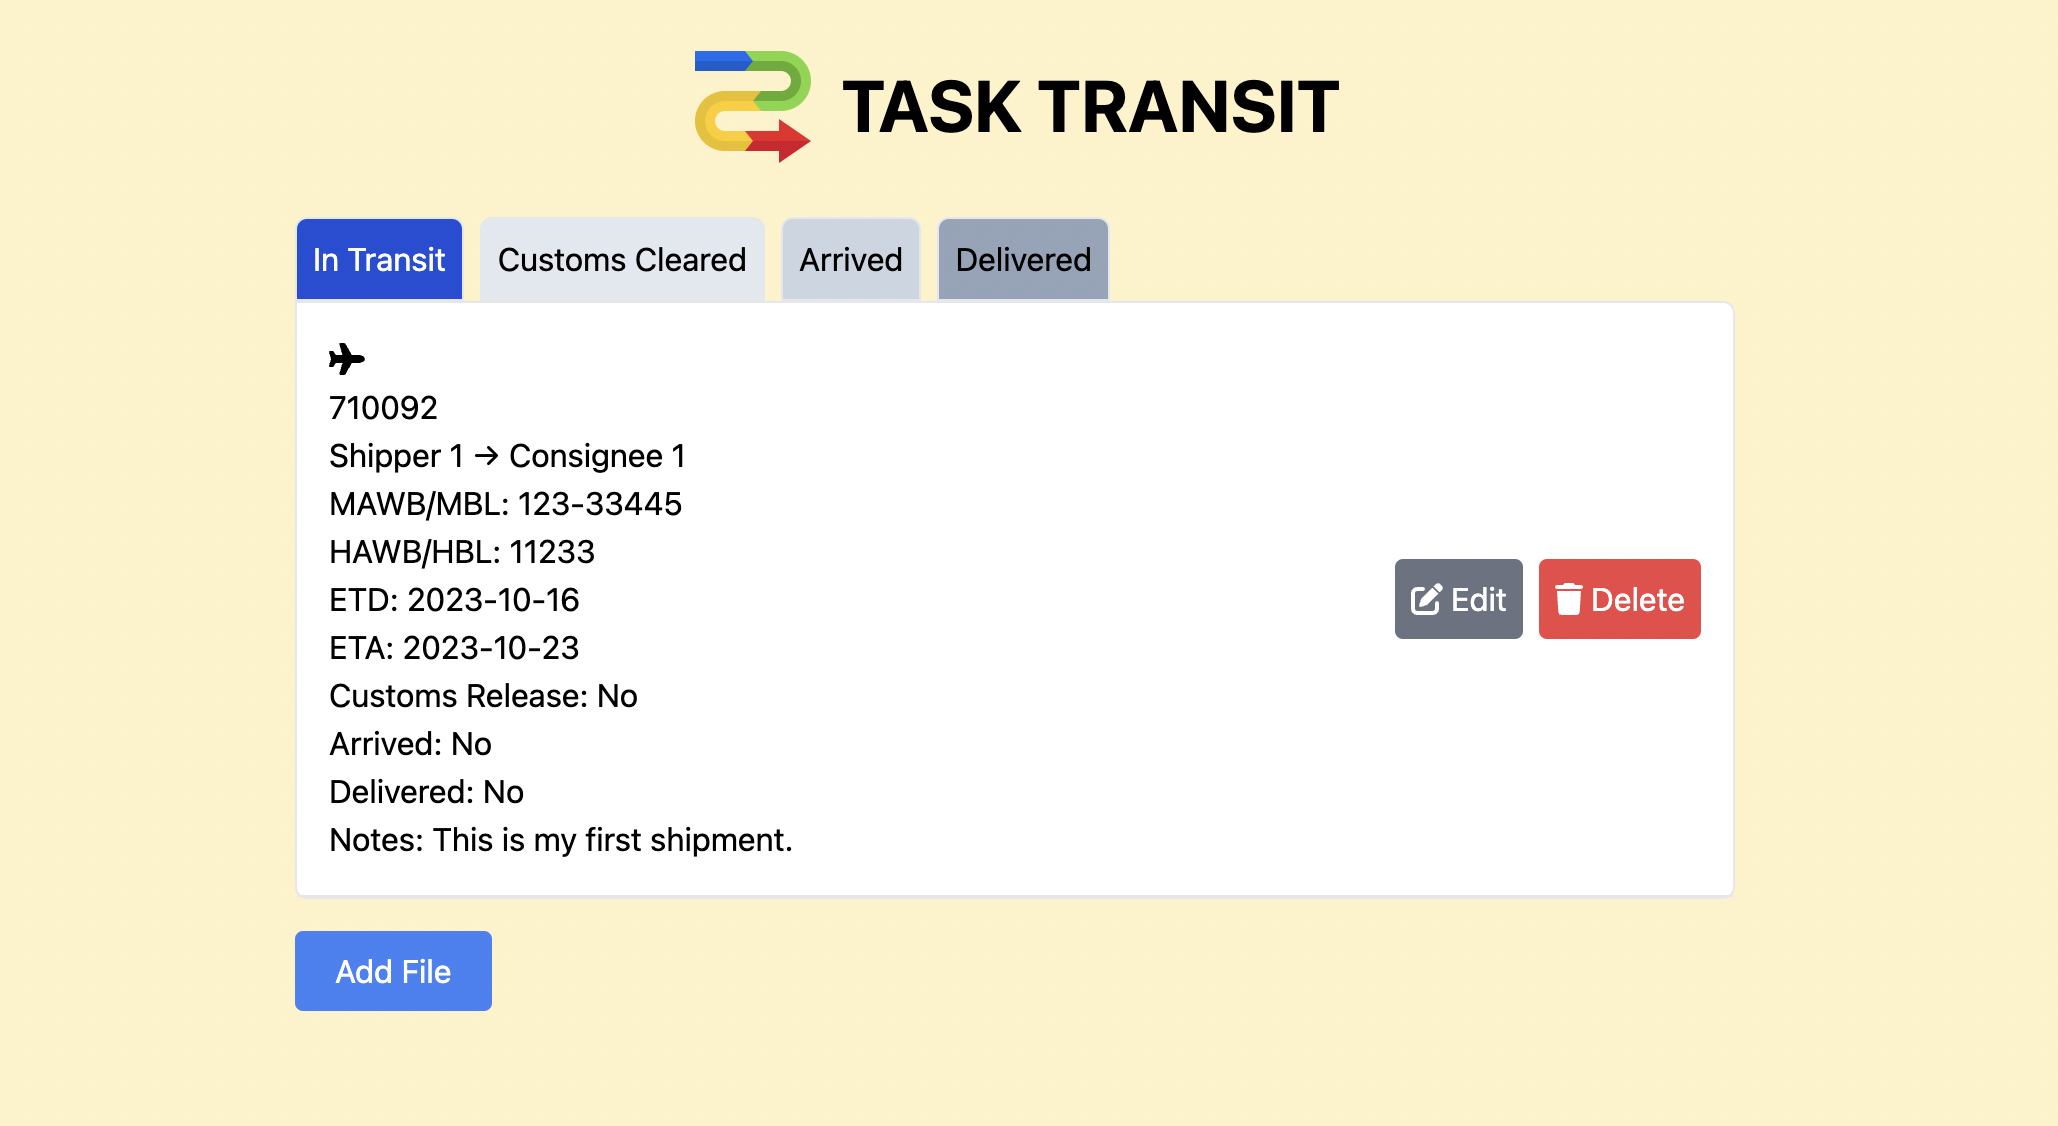 TASK TRANSIT
In Transit
Customs Cleared
Arrived
Delivered
710092
Shipper 1 → Consignee 1
MAWB/MBL: 123-33445
HAWB/HBL: 11233
ETD: 2023-10-16
ETA: 2023-10-23
Customs Release: No
Arrived: No
Delivered: No
Notes: This is my first shipment.
Edit
Delete
Add File